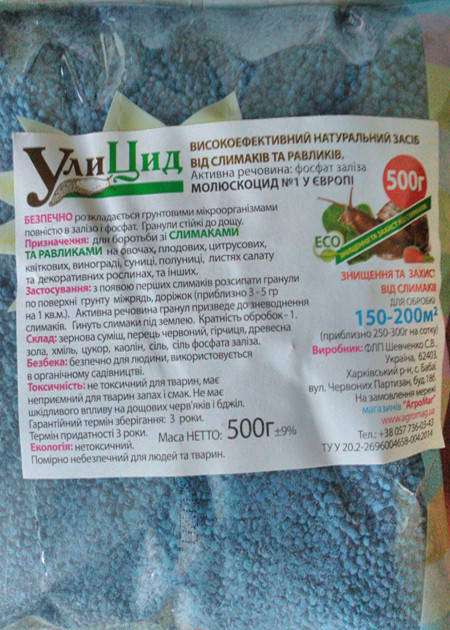 УлиЦид
ВИСОКОЕФЕКТИВНИЙ НАТУРАЛЬНИЙ ЗАСІБ
ВІД СЛИМАКІВ ТА РАВЛИКІВ.
Активна речовина: фосфат заліза
МОЛЮСКОЦИД №1 У ЄВРОПІ
500г
БЕЗПЕЧНО розкладається грунтовими мікроорганізмами
повністю в залізо і фосфат. Гранули стійкі до дощу.
Призначення: для боротьби зі СЛИМАКАМИ
ТА РАВЛИКАМИ на овочах, плодових, цитрусових,
квіткових, винограді, суниці, полуниці, листях салату
та декоративних рослинах, та інших.
Застосування: з появою перших слимаків розсипати гранули
по поверхні грунту міжрядь, доріжок (приблизно 3 - 5 гр
на 1 кв.м.). Активна речовина гранул призведе до зневоднення
слимаків. Гинуть слимаки під землею. Кратність обробок - 1.
Склад: зернова суміш, перець червоний, гірчиця, древесна
зола, хміль, цукор, каолін, сіль, сіль фосфата заліза.
Безбека: безпечно для людини, використовується
в органічному садівництві.
Токсичність: не токсичний для тварин, має
неприємний для тварин запах і смак. Не має
шкідливого впливу на дощових черв'яків і бджіл.
Гарантійний термін зберігання: 3 роки.
Термін придатності 3 роки.
Екологія: нетоксичний.
Помірно небезпечний для людей та тварин.
Маса НЕТТО: 500г±9%
ECO
ЗНИЩЕННЯ ТА ЗАХИСТ ВІД СЛИМАКІВ
ЗНИЩЕННЯ ТА ЗАХИСТ
ВІД СЛИМАКІВ
ДЛЯ ОБРОБКИ
150-200м²
(приблизно 250-300г на сотку)
Виробник: ФЛП Шевченко С.В.,
Україна, 62403,
Харківський р-н, с. Бабаї,
вул. Червоних Партизан, буд. 186
На замовлення мережі
магазинів "АгроМаг"
www.agromag.ua
Тел.: +38 057 736-03-43
ТУ У 20.2-2696004658-004:2014